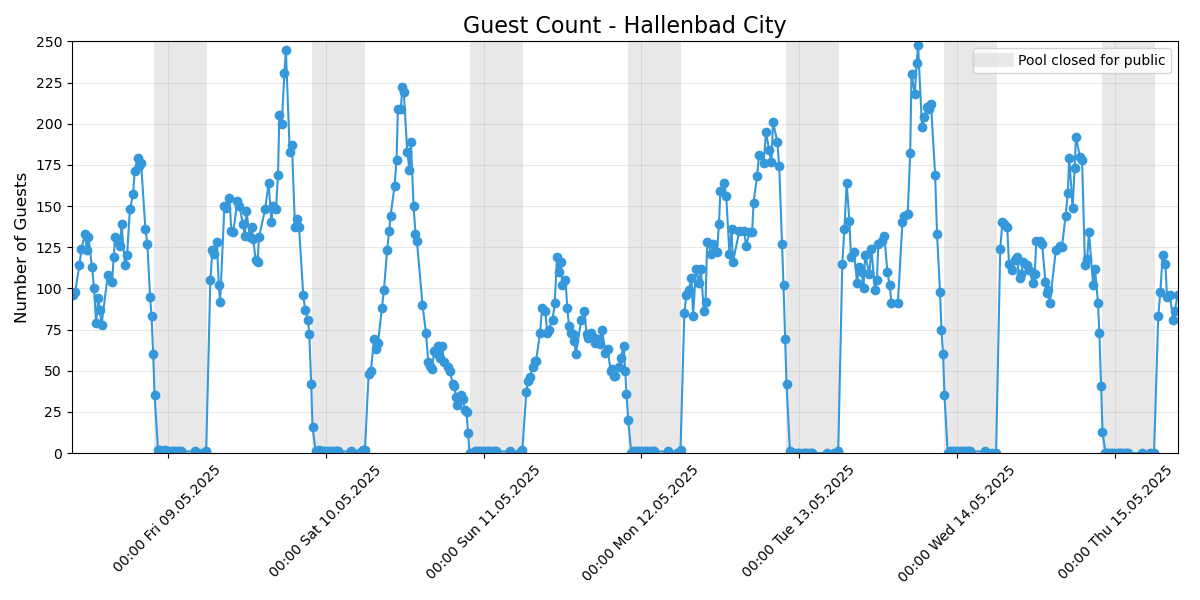 Guest Count - Hallenbad City
Number of Guests
250
225
200
175
150
125
100
75
50
25
0
Pool closed for public
00:00 Fri 09.05.2025
00:00 Sat 10.05.2025
00:00 Sun 11.05.2025
00:00 Mon 12.05.2025
00:00 Tue 13.05.2025
00:00 Wed 14.05.2025
00:00 Thu 15.05.2025